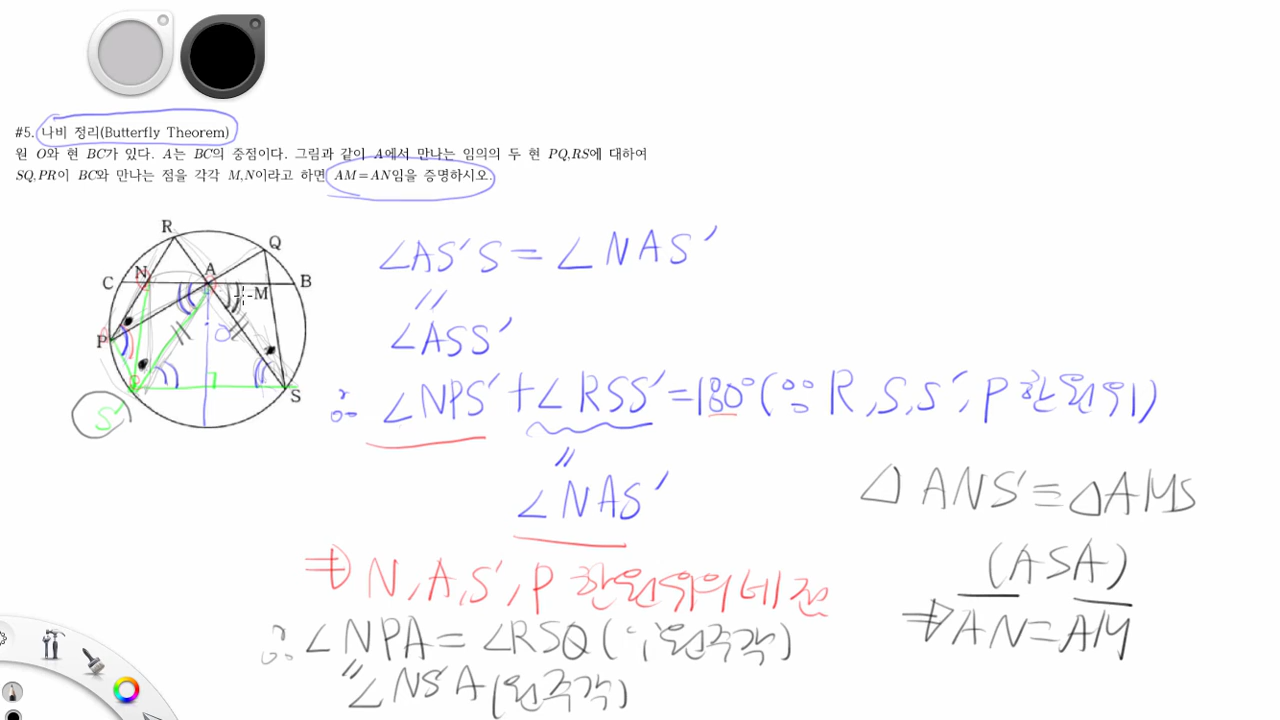 #5. 나비 정리(Butterfly Theorem)
원 O와 현 BC가 있다. A는 BC의 중점이다. 그림과 같이 A에서 만나는 임의의 두 현 PQ,RS에 대하여
SQ,PR이 BC와 만나는 점을 각각 M,N이라고 하면 AM=AN임을 증명하시오.
R
Q
C N A M B
P
S
S'
∠AS'S = ∠NAS'
=
∠ASS'
∴ ∠NPS' + ∠RSS' = 180° (∵ R,S,S',P 한원위)
=
∠NAS'
⇒ N,A,S',P 한원위의 네 점
∴ ∠NPA = ∠RSQ (∵ 원주각)
= ∠NS'A (원주각)
△ANS' ≡ △AMS
(ASA)
⇒ AN = AM